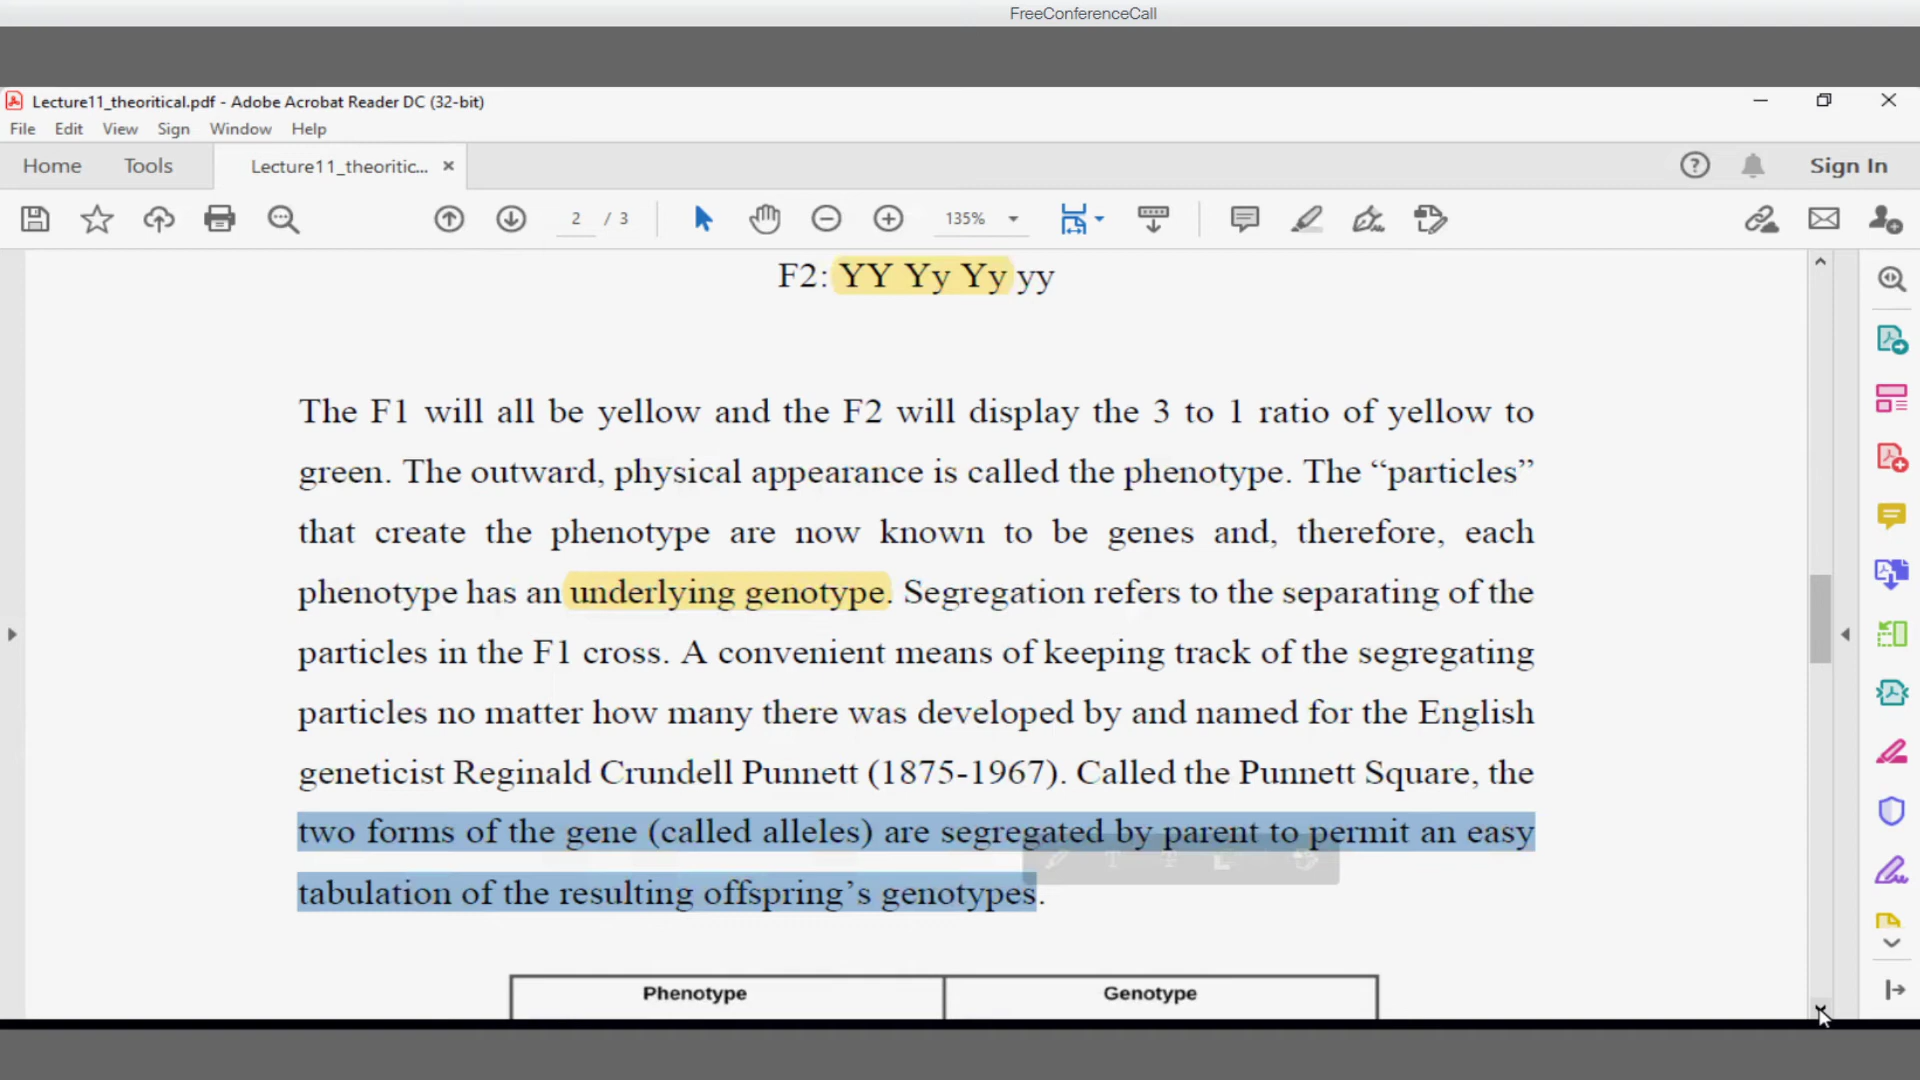 FreeConferenceCall
Lecture11_theoritical.pdf - Adobe Acrobat Reader DC (32-bit)
File Edit View Sign Window Help
Home Tools Lecture11_theoritic... Sign In
2 / 3 135%
F2: YY Yy Yy yy
The F1 will all be yellow and the F2 will display the 3 to 1 ratio of yellow to
green. The outward, physical appearance is called the phenotype. The “particles”
that create the phenotype are now known to be genes and, therefore, each
phenotype has an underlying genotype. Segregation refers to the separating of the
particles in the F1 cross. A convenient means of keeping track of the segregating
particles no matter how many there was developed by and named for the English
geneticist Reginald Crundell Punnett (1875-1967). Called the Punnett Square, the
two forms of the gene (called alleles) are segregated by parent to permit an easy
tabulation of the resulting offspring’s genotypes.
Phenotype Genotype